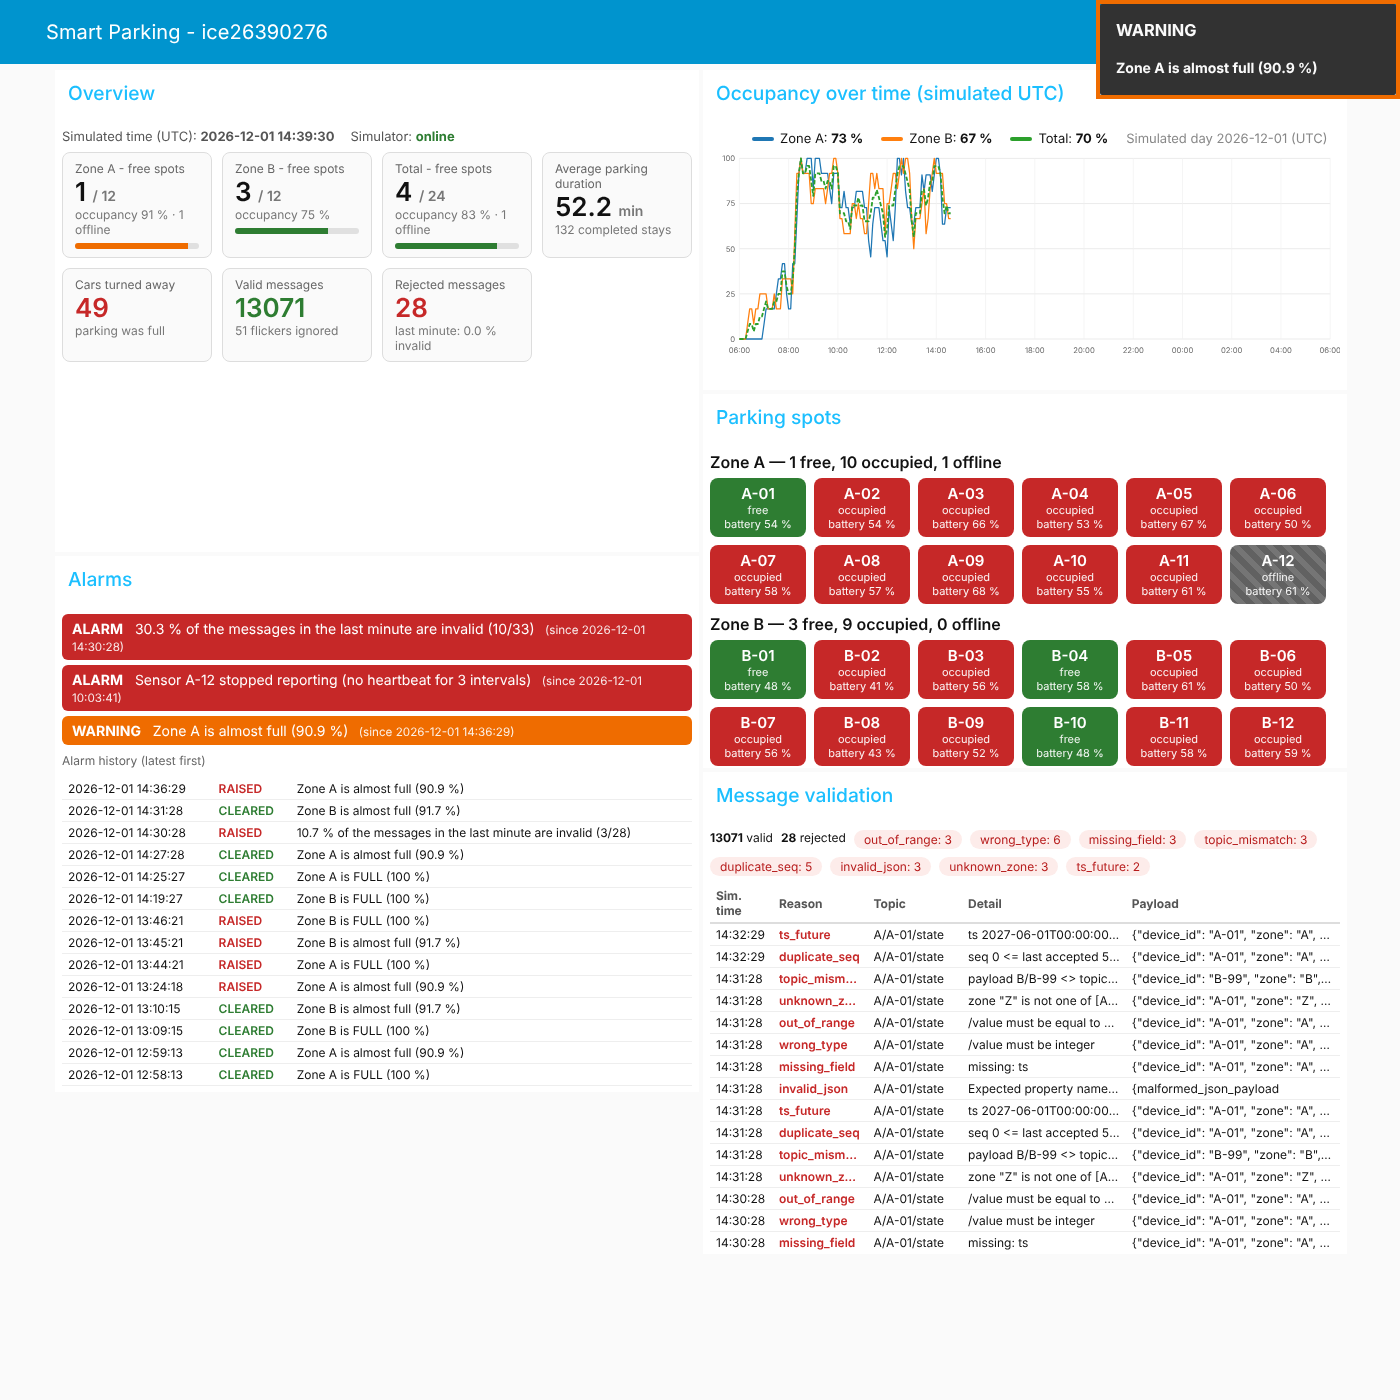 Smart Parking - ice26390276
WARNING
Zone A is almost full (90.9 %)
Overview
Simulated time (UTC): 2026-12-01 14:39:30 Simulator: online
Zone A - free spots
1 / 12
occupancy 91 % · 1
offline
Zone B - free spots
3 / 12
occupancy 75 %
Total - free spots
4 / 24
occupancy 83 % · 1
offline
Average parking
duration
52.2 min
132 completed stays
Cars turned away
49
parking was full
Valid messages
13071
51 flickers ignored
Rejected messages
28
last minute: 0.0 %
invalid
Alarms
ALARM 30.3 % of the messages in the last minute are invalid (10/33) (since 2026-12-01
14:30:28)
ALARM Sensor A-12 stopped reporting (no heartbeat for 3 intervals) (since 2026-12-01
10:03:41)
WARNING Zone A is almost full (90.9 %) (since 2026-12-01 14:36:29)
Alarm history (latest first)
2026-12-01 14:36:29 RAISED Zone A is almost full (90.9 %)
2026-12-01 14:31:28 CLEARED Zone B is almost full (91.7 %)
2026-12-01 14:30:28 RAISED 10.7 % of the messages in the last minute are invalid (3/28)
2026-12-01 14:27:28 CLEARED Zone A is almost full (90.9 %)
2026-12-01 14:25:27 CLEARED Zone A is FULL (100 %)
2026-12-01 14:19:27 CLEARED Zone B is FULL (100 %)
2026-12-01 13:46:21 RAISED Zone B is FULL (100 %)
2026-12-01 13:45:21 RAISED Zone B is almost full (91.7 %)
2026-12-01 13:44:21 RAISED Zone A is FULL (100 %)
2026-12-01 13:24:18 RAISED Zone A is almost full (90.9 %)
2026-12-01 13:10:15 CLEARED Zone B is almost full (91.7 %)
2026-12-01 13:09:15 CLEARED Zone B is FULL (100 %)
2026-12-01 12:59:13 CLEARED Zone A is almost full (90.9 %)
2026-12-01 12:58:13 CLEARED Zone A is FULL (100 %)
Occupancy over time (simulated UTC)
Zone A: 73 % Zone B: 67 % Total: 70 % Simulated day 2026-12-01 (UTC)
100
75
50
25
0
06:00 08:00 10:00 12:00 14:00 16:00 18:00 20:00 22:00 00:00 02:00 04:00 06:00
Parking spots
Zone A — 1 free, 10 occupied, 1 offline
A-01 A-02 A-03 A-04 A-05 A-06
free occupied occupied occupied occupied occupied
battery 54 % battery 54 % battery 66 % battery 53 % battery 67 % battery 50 %
A-07 A-08 A-09 A-10 A-11 A-12
occupied occupied occupied occupied occupied offline
battery 58 % battery 57 % battery 68 % battery 55 % battery 61 % battery 61 %
Zone B — 3 free, 9 occupied, 0 offline
B-01 B-02 B-03 B-04 B-05 B-06
free occupied occupied free occupied occupied
battery 48 % battery 41 % battery 56 % battery 58 % battery 61 % battery 50 %
B-07 B-08 B-09 B-10 B-11 B-12
occupied occupied occupied free occupied occupied
battery 56 % battery 43 % battery 52 % battery 48 % battery 58 % battery 59 %
Message validation
13071 valid 28 rejected out_of_range: 3 wrong_type: 6 missing_field: 3 topic_mismatch: 3
duplicate_seq: 5 invalid_json: 3 unknown_zone: 3 ts_future: 2
Sim.
time Reason Topic Detail Payload
14:32:29 ts_future A/A-01/state ts 2027-06-01T00:00:00... {"device_id": "A-01", "zone": "A", ...
14:32:29 duplicate_seq A/A-01/state seq 0 <= last accepted 5... {"device_id": "A-01", "zone": "A", ...
14:31:28 topic_mism... A/A-01/state payload B/B-99 <> topic... {"device_id": "B-99", "zone": "B",...
14:31:28 unknown_z... A/A-01/state zone "Z" is not one of [A... {"device_id": "A-01", "zone": "Z", ...
14:31:28 out_of_range A/A-01/state /value must be equal to ... {"device_id": "A-01", "zone": "A", ...
14:31:28 wrong_type A/A-01/state /value must be integer {"device_id": "A-01", "zone": "A", ...
14:31:28 missing_field A/A-01/state missing: ts {"device_id": "A-01", "zone": "A", ...
14:31:28 invalid_json A/A-01/state Expected property name... {malformed_json_payload
14:31:28 ts_future A/A-01/state ts 2027-06-01T00:00:00... {"device_id": "A-01", "zone": "A", ...
14:31:28 duplicate_seq A/A-01/state seq 0 <= last accepted 5... {"device_id": "A-01", "zone": "A", ...
14:31:28 topic_mism... A/A-01/state payload B/B-99 <> topic... {"device_id": "B-99", "zone": "B",...
14:31:28 unknown_z... A/A-01/state zone "Z" is not one of [A... {"device_id": "A-01", "zone": "Z", ...
14:30:28 out_of_range A/A-01/state /value must be equal to ... {"device_id": "A-01", "zone": "A", ...
14:30:28 wrong_type A/A-01/state /value must be integer {"device_id": "A-01", "zone": "A", ...
14:30:28 missing_field A/A-01/state missing: ts {"device_id": "A-01", "zone": "A", ...